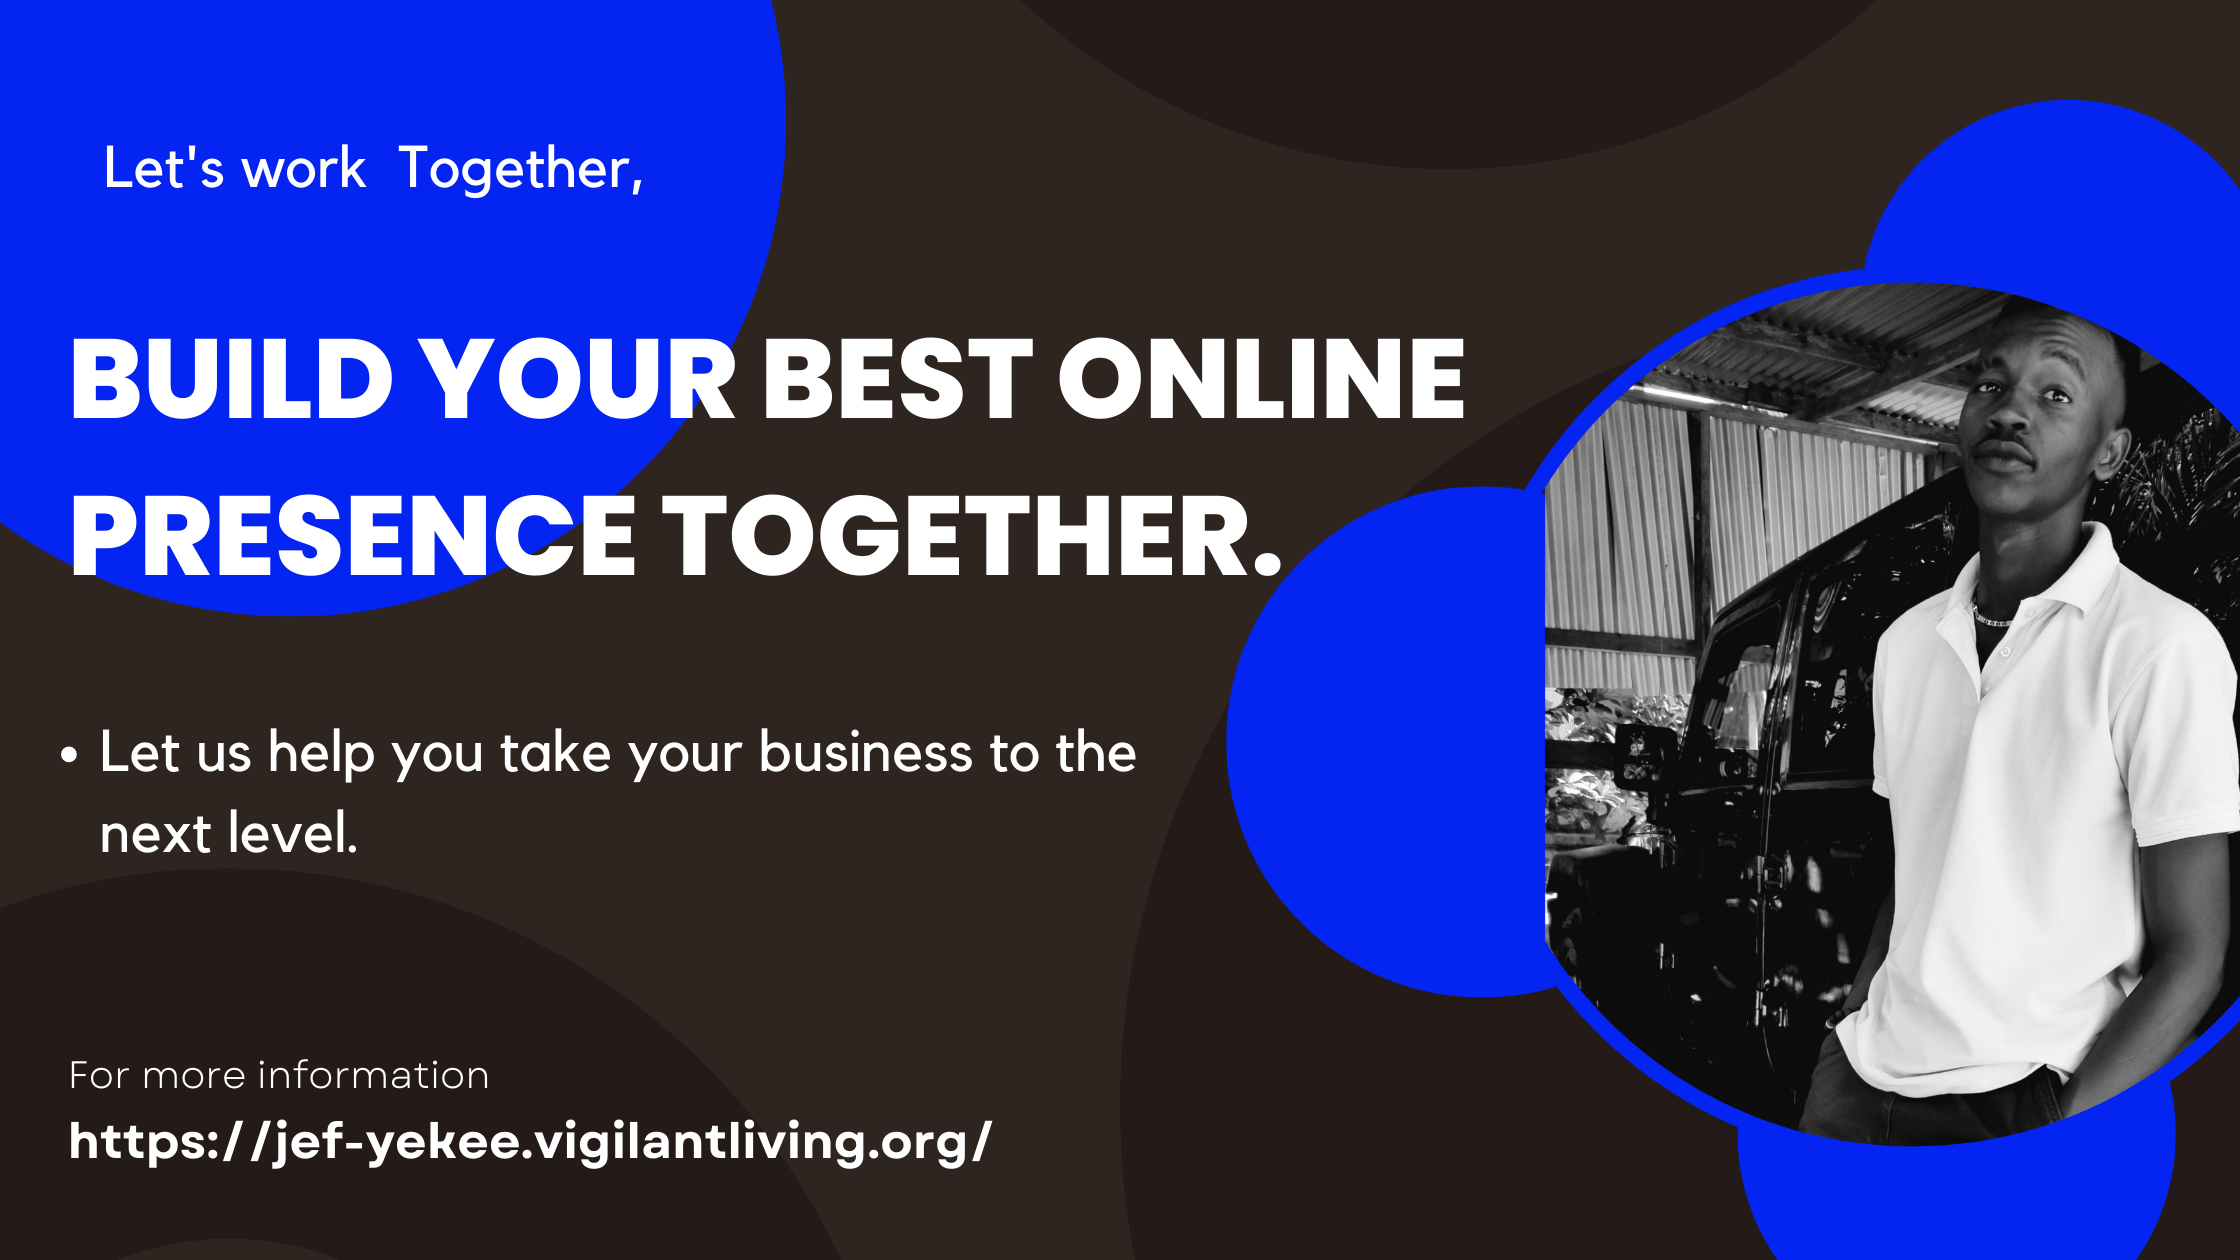 Let's work  Together,
BUILD YOUR BEST ONLINE
PRESENCE TOGETHER.
• Let us help you take your business to the
next level.
For more information
https://jef-yekee.vigilantliving.org/